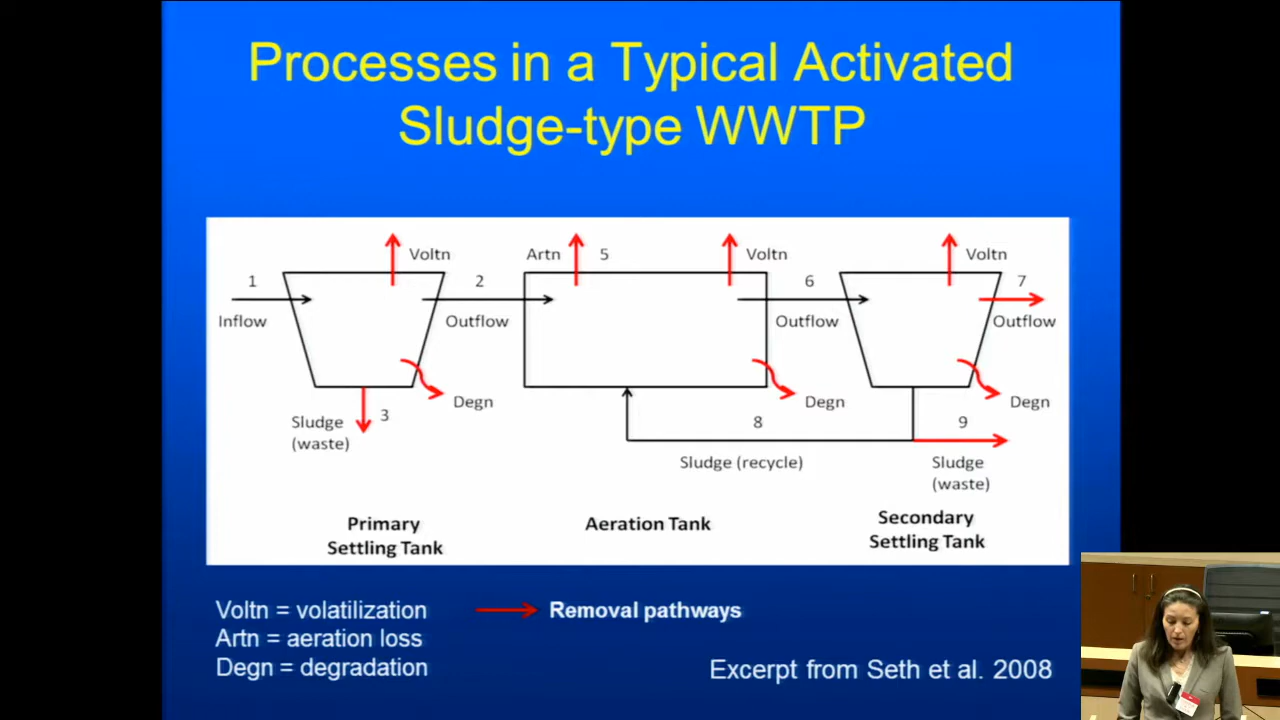 Processes in a Typical Activated
Sludge-type WWTP
Voltn
Artn
5
Voltn
Voltn
1
2
6
7
Inflow
Outflow
Outflow
Outflow
Degn
Degn
Degn
Sludge
(waste)
3
8
9
Sludge (recycle)
Sludge
(waste)
Primary
Settling Tank
Aeration Tank
Secondary
Settling Tank
Voltn = volatilization
Artn = aeration loss
Degn = degradation
Removal pathways
Excerpt from Seth et al. 2008